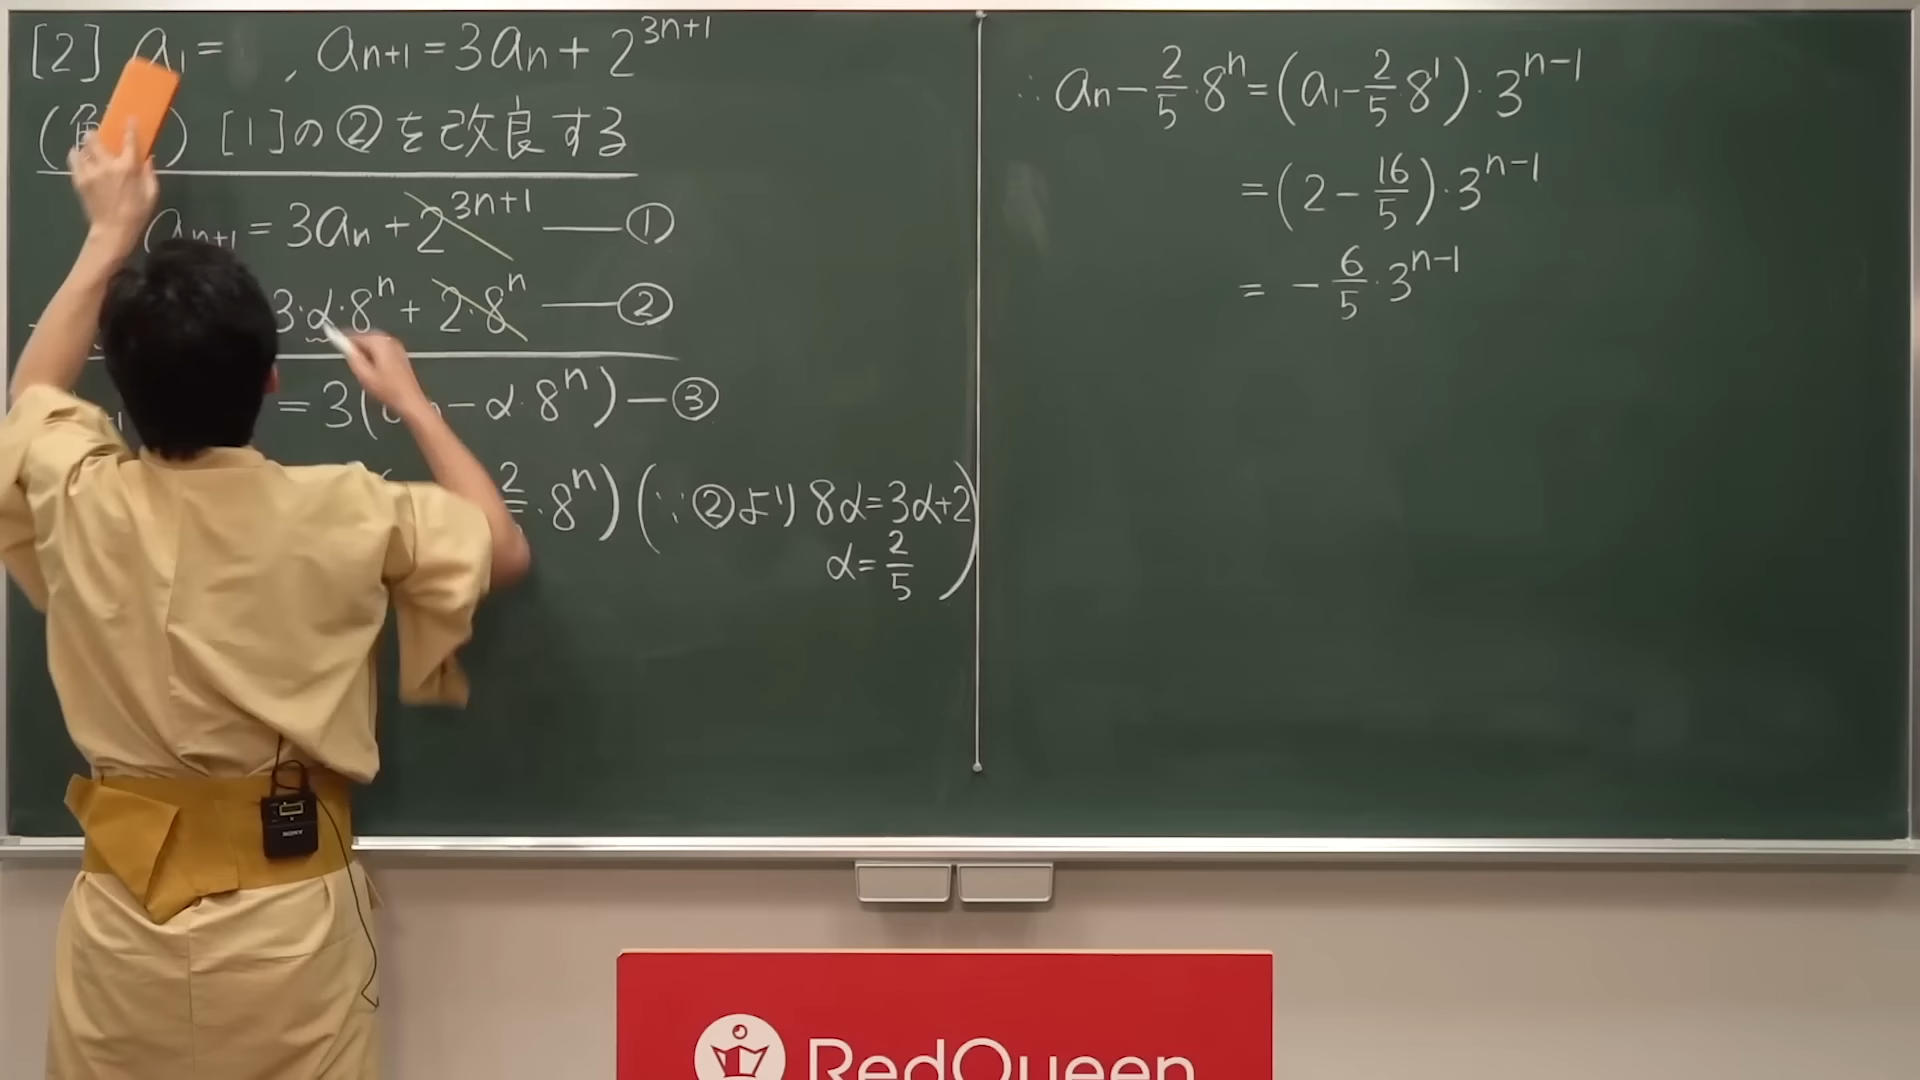 [2] a₁= , aₙ₊₁=3aₙ+2³ⁿ⁺¹
( ) [1]の②を改良する
aₙ₊₁=3aₙ+2³ⁿ⁺¹ ―①
3·α·8ⁿ+2·8ⁿ ―②
=3( −α·8ⁿ)―③
2 ·8ⁿ)(∵②より 8α=3α+2
α=2/5)
∴aₙ−2/5·8ⁿ=(a₁−2/5·8¹)·3ⁿ⁻¹
=(2−16/5)·3ⁿ⁻¹
=−6/5·3ⁿ⁻¹
SONY
RedQueen